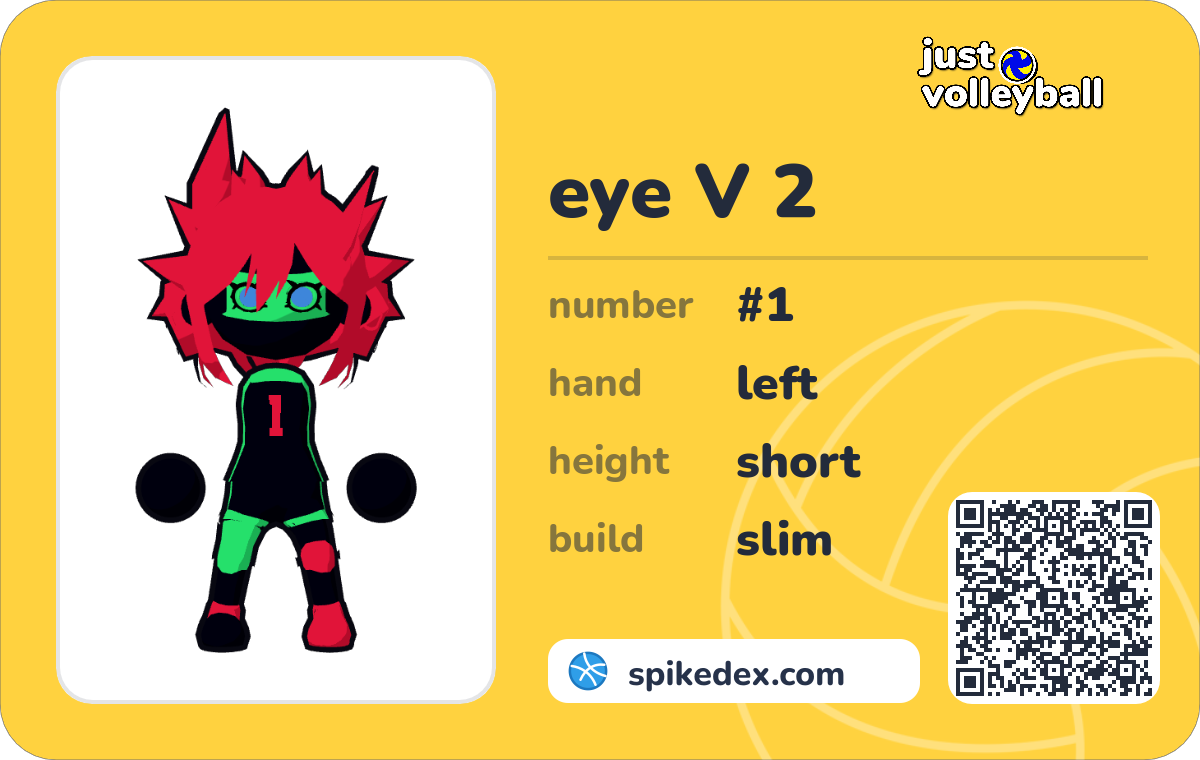 just
volleyball
eye V 2
number #1
hand left
height short
build slim
1
spikedex.com